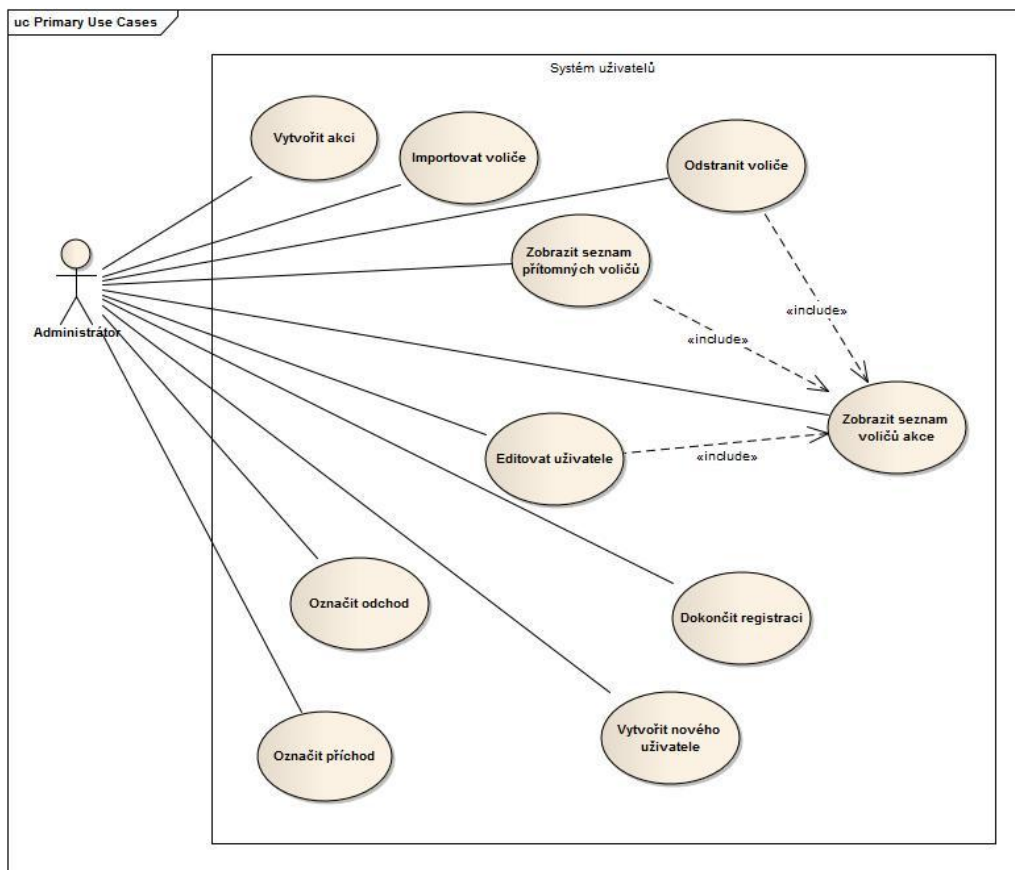 uc Primary Use Cases
Systém uživatelů
Vytvořit akci
Importovat voliče
Odstranit voliče
Zobrazit seznam
přítomných voličů
Administrátor
«include»
«include»
Zobrazit seznam
voličů akce
Editovat uživatele
«include»
Označit odchod
Dokončit registraci
Vytvořit nového
uživatele
Označit příchod